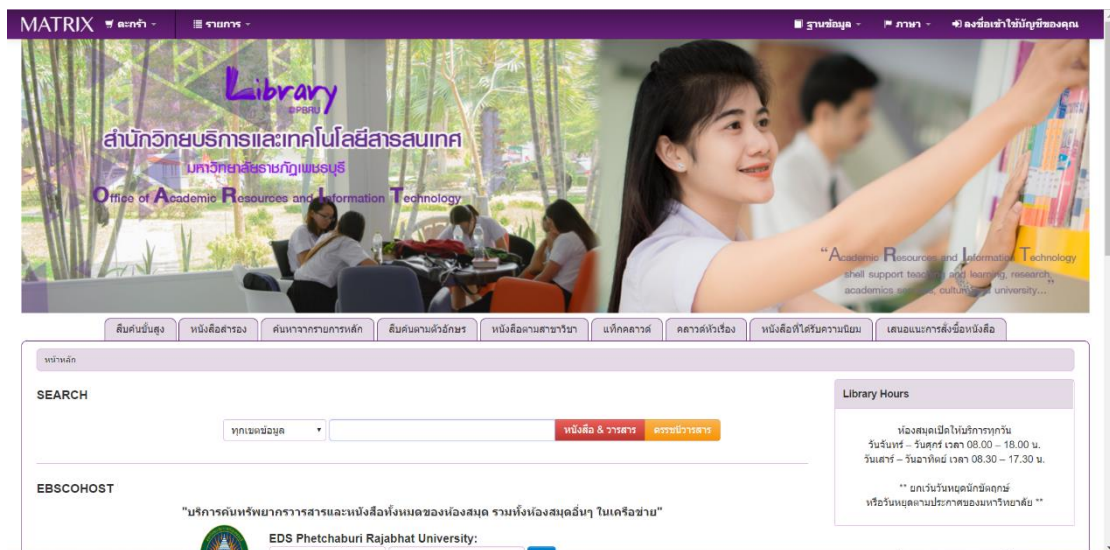 MATRIX ตะกร้า รายการ ฐานข้อมูล ภาษา ลงชื่อเข้าใช้บัญชีของคุณ
Library
@PBRU
สำนักวิทยบริการและเทคโนโลยีสารสนเทศ
มหาวิทยาลัยราชภัฏเพชรบุรี
Office of Academic Resources and Information Technology
“Academic Resources and Information Technology
shell support teaching and learning, research,
academics services, culture and university...”
สืบค้นขั้นสูง หนังสือสำรอง ค้นหาจากรายการหลัก สืบค้นตามตัวอักษร หนังสือตามสาขาวิชา แท็กคลาวด์ คลาวด์หัวเรื่อง หนังสือที่ได้รับความนิยม เสนอแนะการสั่งซื้อหนังสือ
หน้าหลัก
SEARCH
ทุกเขตข้อมูล หนังสือ & วารสาร ดรรชนีวารสาร
Library Hours
ห้องสมุดเปิดให้บริการทุกวัน
วันจันทร์ – วันศุกร์ เวลา 08.00 – 18.00 น.
วันเสาร์ – วันอาทิตย์ เวลา 08.30 – 17.30 น.
** ยกเว้นวันหยุดนักขัตฤกษ์
หรือวันหยุดตามประกาศของมหาวิทยาลัย **
EBSCOHOST
"บริการค้นทรัพยากรวารสารและหนังสือทั้งหมดของห้องสมุด รวมทั้งห้องสมุดอื่นๆ ในเครือข่าย"
EDS Phetchaburi Rajabhat University: